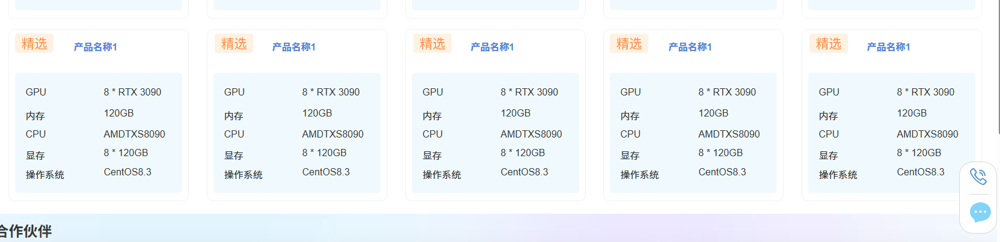 精选 产品名称1
GPU 8 * RTX 3090
内存 120GB
CPU AMDTXS8090
显存 8 * 120GB
操作系统 CentOS8.3
精选 产品名称1
GPU 8 * RTX 3090
内存 120GB
CPU AMDTXS8090
显存 8 * 120GB
操作系统 CentOS8.3
精选 产品名称1
GPU 8 * RTX 3090
内存 120GB
CPU AMDTXS8090
显存 8 * 120GB
操作系统 CentOS8.3
精选 产品名称1
GPU 8 * RTX 3090
内存 120GB
CPU AMDTXS8090
显存 8 * 120GB
操作系统 CentOS8.3
精选 产品名称1
GPU 8 * RTX 3090
内存 120GB
CPU AMDTXS8090
显存 8 * 120GB
操作系统 CentOS8.3
合作伙伴